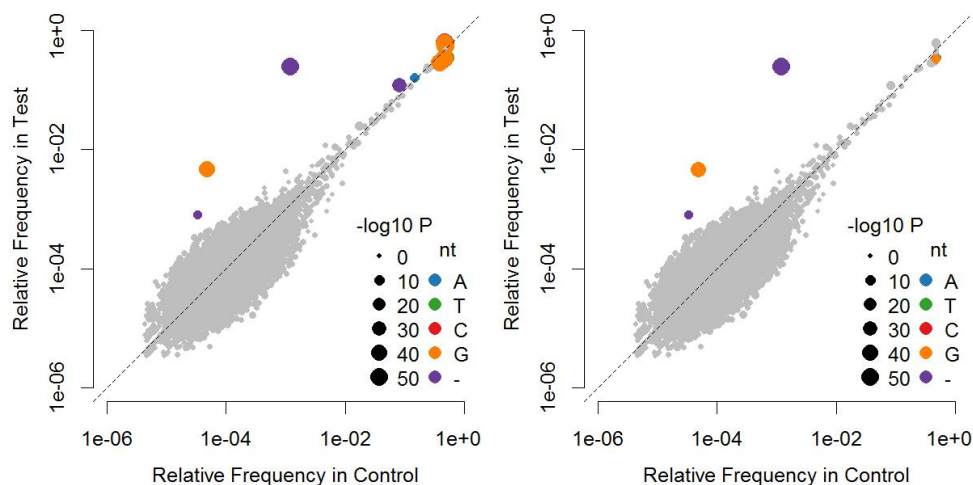 Relative Frequency in Test
1e+0
1e-02
1e-04
1e-06
-log10 P
nt
0
10 A
20 T
30 C
40 G
50 -
1e-06 1e-04 1e-02 1e+0
Relative Frequency in Control
Relative Frequency in Test
1e+0
1e-02
1e-04
1e-06
-log10 P
nt
0
10 A
20 T
30 C
40 G
50 -
1e-06 1e-04 1e-02 1e+0
Relative Frequency in Control